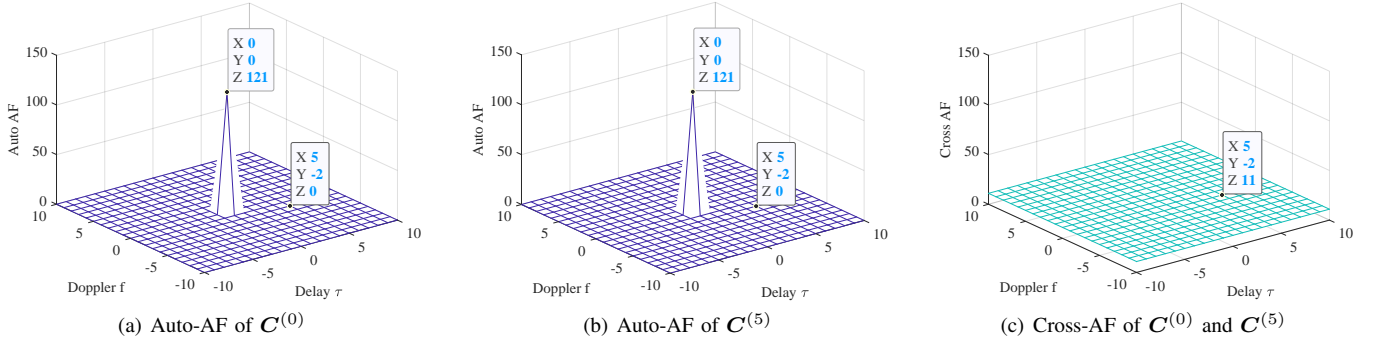 150
100
50
0
Auto AF
X 0
Y 0
Z 121
X 5
Y -2
Z 0
10
5
0
-5
-10
Doppler f
-10
-5
0
5
10
Delay τ
(a) Auto-AF of C(0)
150
100
50
0
Auto AF
X 0
Y 0
Z 121
X 5
Y -2
Z 0
10
5
0
-5
-10
Doppler f
-10
-5
0
5
10
Delay τ
(b) Auto-AF of C(5)
150
100
50
0
Cross AF
X 5
Y -2
Z 11
10
5
0
-5
-10
Doppler f
-10
-5
0
5
10
Delay τ
(c) Cross-AF of C(0) and C(5)